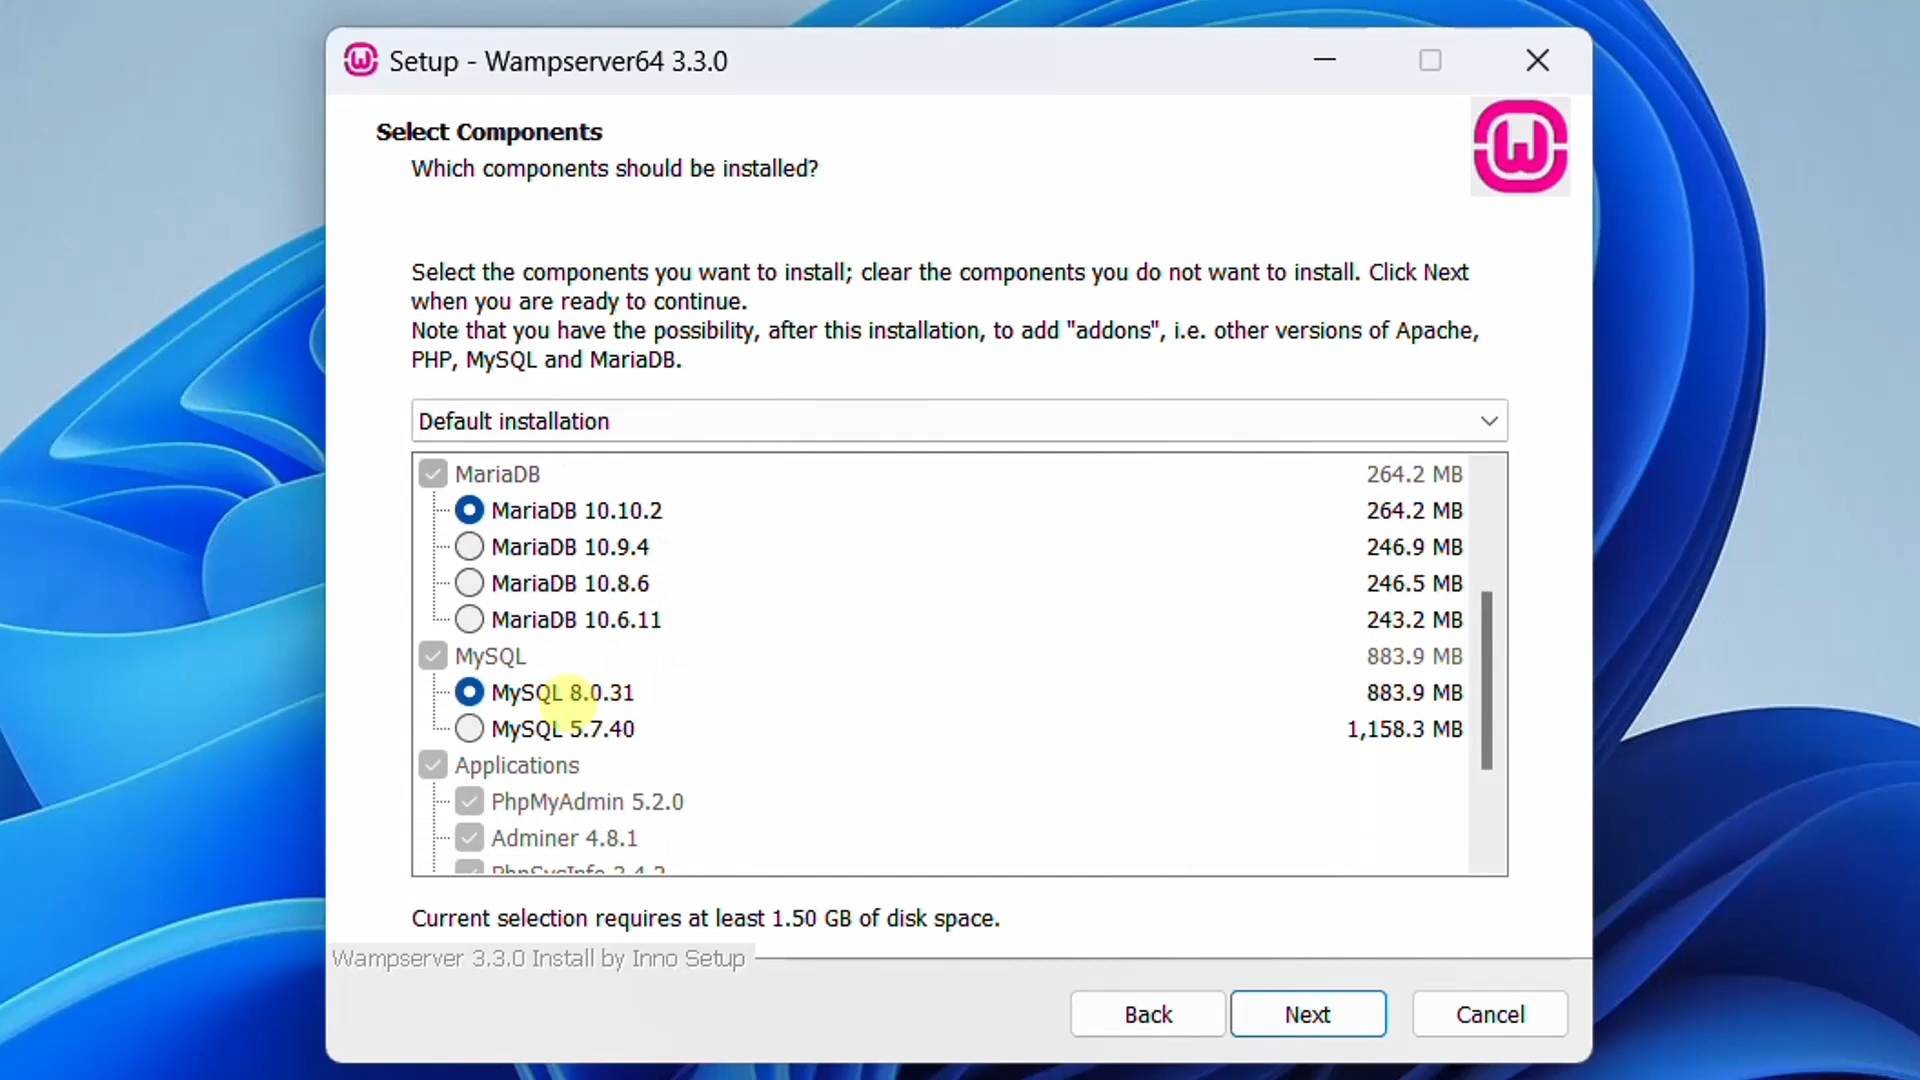 Setup - Wampserver64 3.3.0
Select Components
Which components should be installed?
Select the components you want to install; clear the components you do not want to install. Click Next
when you are ready to continue.
Note that you have the possibility, after this installation, to add "addons", i.e. other versions of Apache,
PHP, MySQL and MariaDB.
Default installation
MariaDB 264.2 MB
MariaDB 10.10.2 264.2 MB
MariaDB 10.9.4 246.9 MB
MariaDB 10.8.6 246.5 MB
MariaDB 10.6.11 243.2 MB
MySQL 883.9 MB
MySQL 8.0.31 883.9 MB
MySQL 5.7.40 1,158.3 MB
Applications
PhpMyAdmin 5.2.0
Adminer 4.8.1
Current selection requires at least 1.50 GB of disk space.
Wampserver 3.3.0 Install by Inno Setup
Back Next Cancel